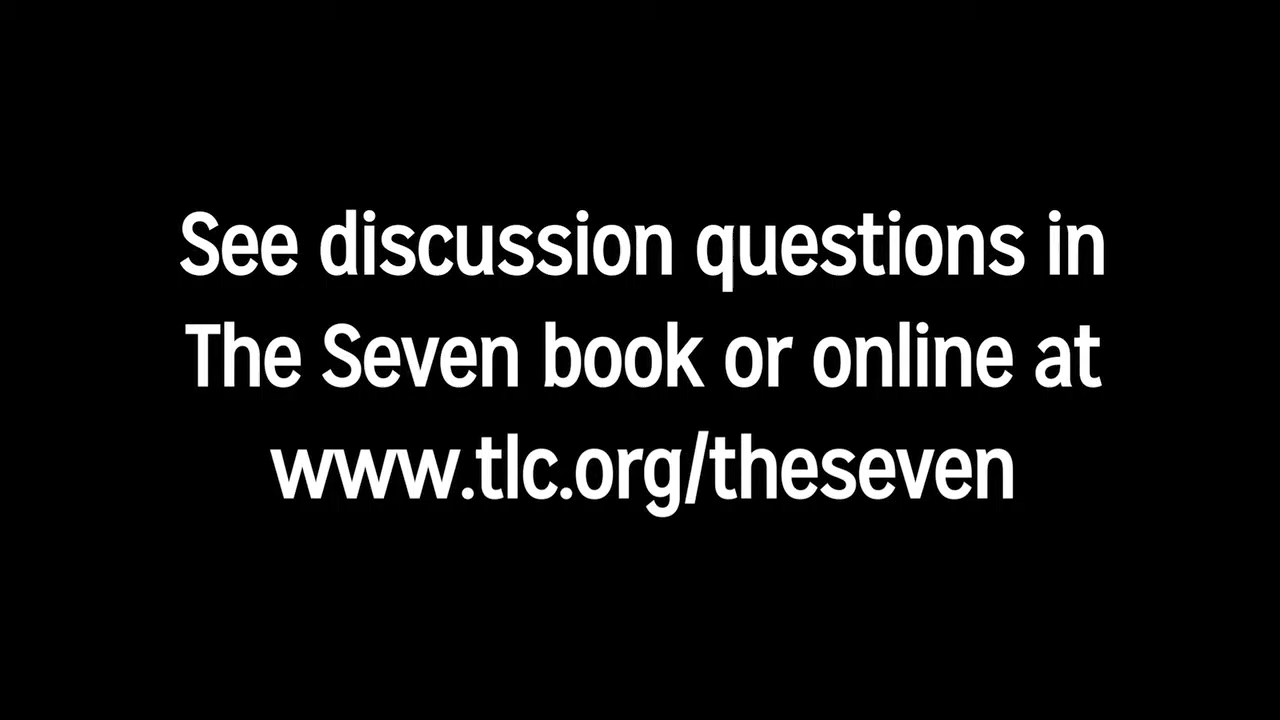 See discussion questions in
The Seven book or online at
www.tlc.org/theseven